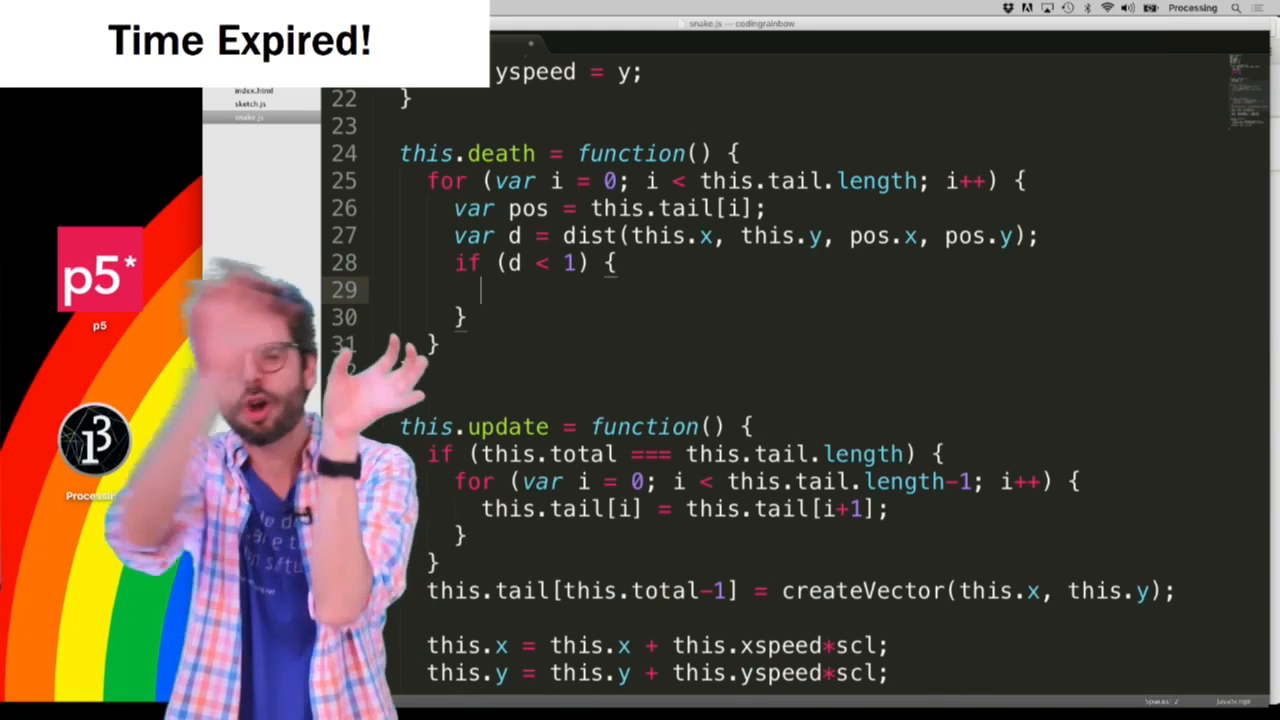 Processing
snake.js — codingrainbow
Time Expired!
yspeed = y;
index.html
sketch.js
snake.js
22 }
23
24 this.death = function() {
25 for (var i = 0; i < this.tail.length; i++) {
26 var pos = this.tail[i];
27 var d = dist(this.x, this.y, pos.x, pos.y);
28 if (d < 1) {
29
30 }
31 }
this.update = function() {
if (this.total === this.tail.length) {
for (var i = 0; i < this.tail.length-1; i++) {
this.tail[i] = this.tail[i+1];
}
}
this.tail[this.total-1] = createVector(this.x, this.y);
this.x = this.x + this.xspeed*scl;
this.y = this.y + this.yspeed*scl;
p5*
p5
Spaces: 2
JavaScript